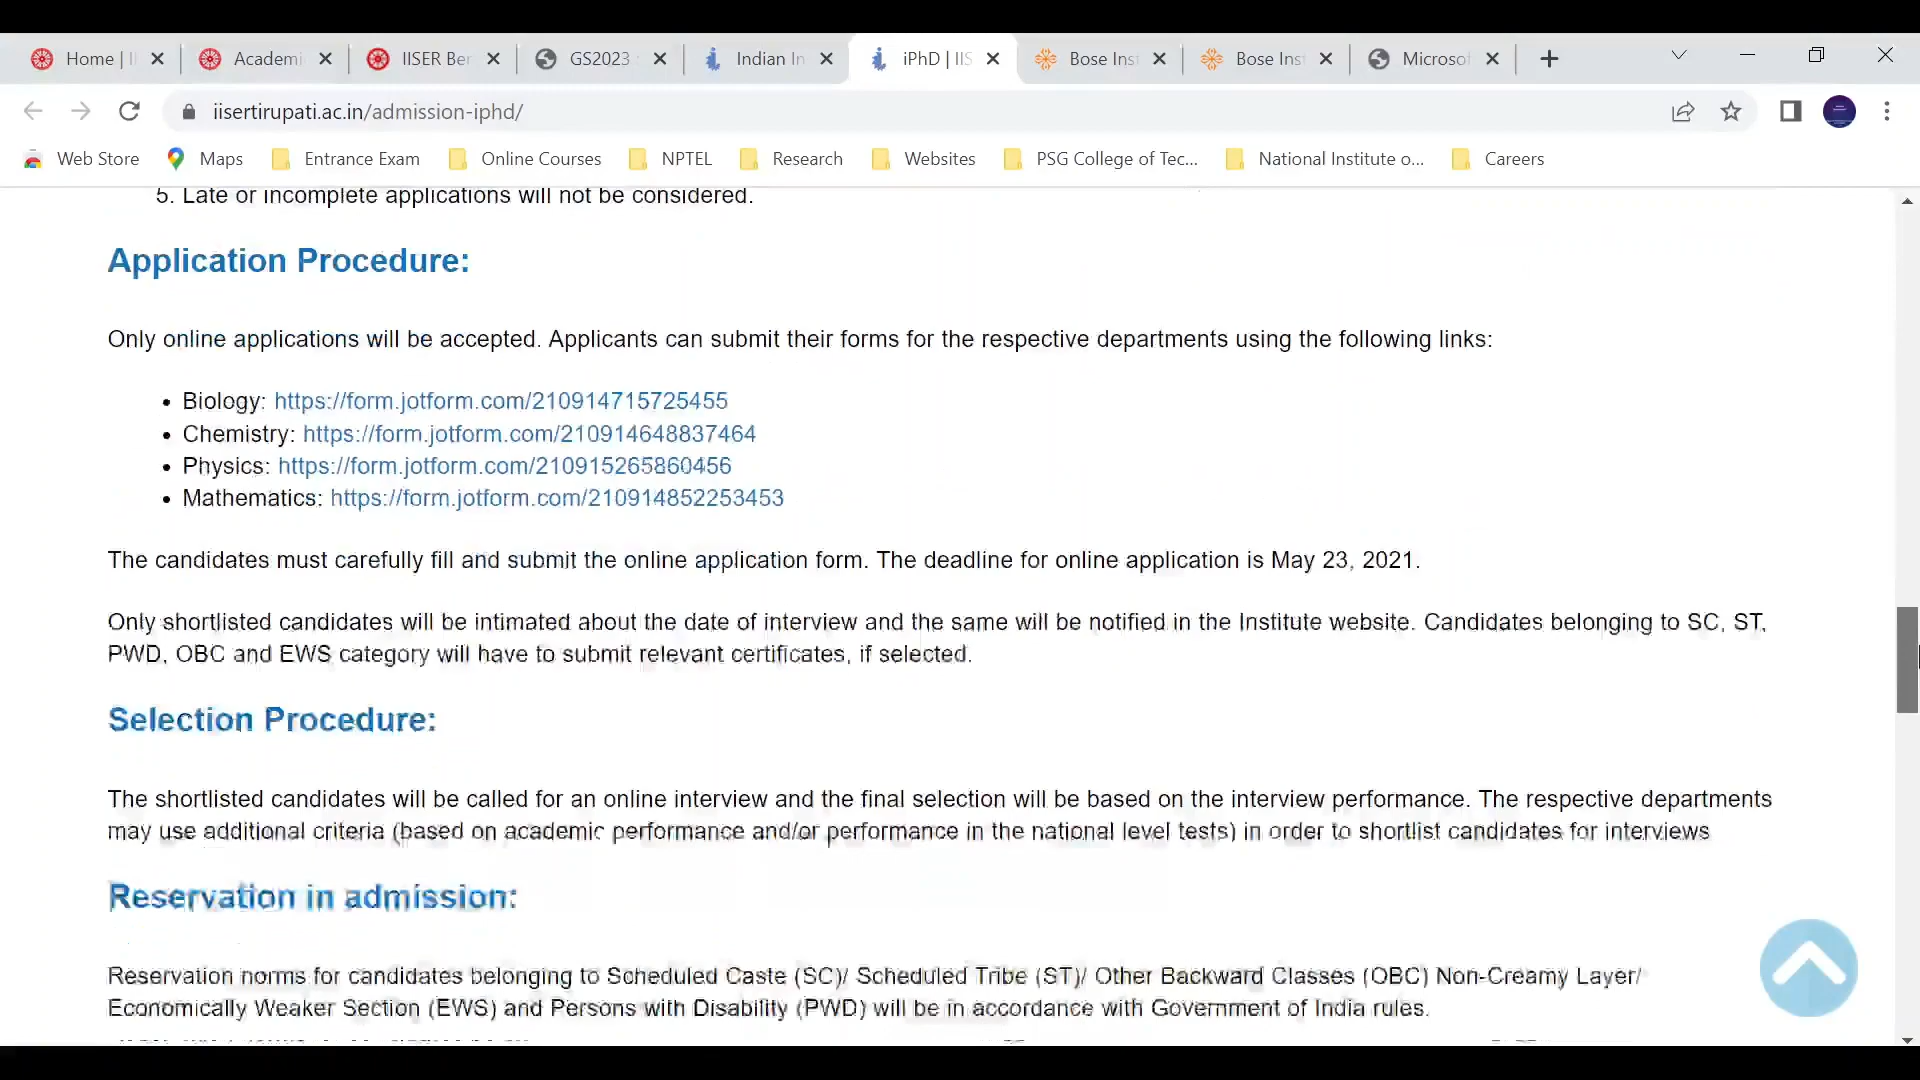 Home | I
Academi
IISER Ber
GS2023
Indian In
iPhD | IIS
Bose Inst
Bose Inst
Microsof
iisertirupati.ac.in/admission-iphd/
Web Store
Maps
Entrance Exam
Online Courses
NPTEL
Research
Websites
PSG College of Tec...
National Institute o...
Careers
5. Late or incomplete applications will not be considered.
Application Procedure:
Only online applications will be accepted. Applicants can submit their forms for the respective departments using the following links:
• Biology: https://form.jotform.com/210914715725455
• Chemistry: https://form.jotform.com/210914648837464
• Physics: https://form.jotform.com/210915265860456
• Mathematics: https://form.jotform.com/210914852253453
The candidates must carefully fill and submit the online application form. The deadline for online application is May 23, 2021.
Only shortlisted candidates will be intimated about the date of interview and the same will be notified in the Institute website. Candidates belonging to SC, ST,
PWD, OBC and EWS category will have to submit relevant certificates, if selected.
Selection Procedure:
The shortlisted candidates will be called for an online interview and the final selection will be based on the interview performance. The respective departments
may use additional criteria (based on academic performance and/or performance in the national level tests) in order to shortlist candidates for interviews
Reservation in admission:
Reservation norms for candidates belonging to Scheduled Caste (SC)/ Scheduled Tribe (ST)/ Other Backward Classes (OBC) Non-Creamy Layer/
Economically Weaker Section (EWS) and Persons with Disability (PWD) will be in accordance with Government of India rules.